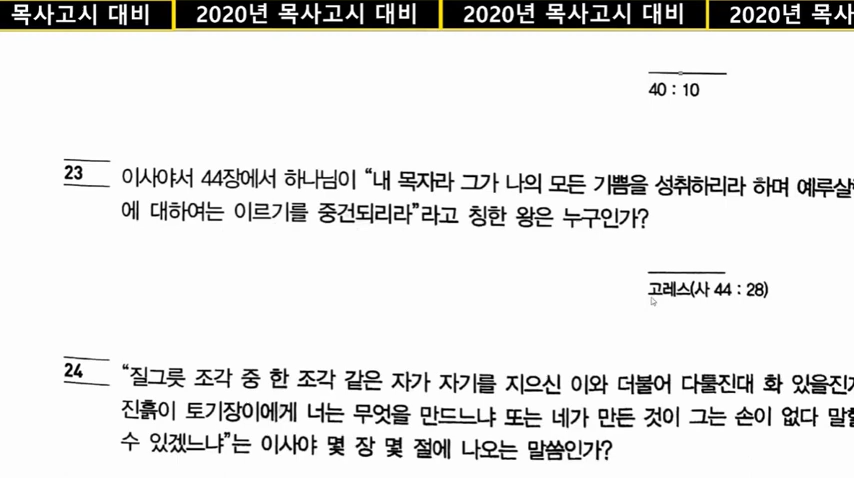 목사고시 대비 2020년 목사고시 대비 2020년 목사고시 대비 2020년 목사
40 : 10
23 이사야서 44장에서 하나님이 “내 목자라 그가 나의 모든 기쁨을 성취하리라 하며 예루살
에 대하여는 이르기를 중건되리라”라고 칭한 왕은 누구인가?
고레스(사 44 : 28)
24 “질그릇 조각 중 한 조각 같은 자가 자기를 지으신 이와 더불어 다툴진대 화 있을진
진흙이 토기장이에게 너는 무엇을 만드느냐 또는 네가 만든 것이 그는 손이 없다 말할
수 있겠느냐”는 이사야 몇 장 몇 절에 나오는 말씀인가?